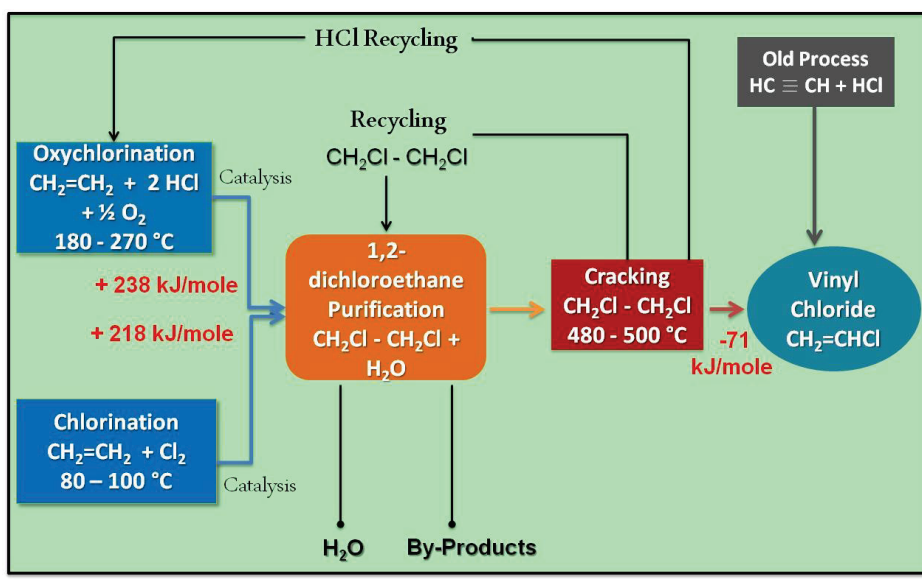 HCl Recycling
Old Process
HC ≡ CH + HCl
Recycling
CH₂Cl - CH₂Cl
Oxychlorination
CH₂=CH₂ + 2 HCl
+ ½ O₂
180 - 270 °C
Catalysis
+ 238 kJ/mole
+ 218 kJ/mole
1,2-
dichloroethane
Purification
CH₂Cl - CH₂Cl +
H₂O
Cracking
CH₂Cl - CH₂Cl
480 - 500 °C
-71
kJ/mole
Vinyl
Chloride
CH₂=CHCl
Chlorination
CH₂=CH₂ + Cl₂
80 – 100 °C
Catalysis
H₂O
By-Products